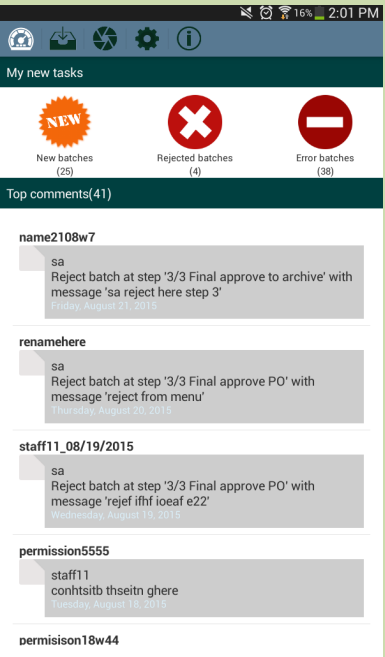 16% 2:01 PM
My new tasks
NEW
New batches
(25)
Rejected batches
(4)
Error batches
(38)
Top comments(41)
name2108w7
sa
Reject batch at step '3/3 Final approve to archive' with
message 'sa reject here step 3'
Friday, August 21, 2015
renamehere
sa
Reject batch at step '3/3 Final approve PO' with
message 'reject from menu'
Thursday, August 20, 2015
staff11_08/19/2015
sa
Reject batch at step '3/3 Final approve PO' with
message 'rejef ifhf ioeaf e22'
Wednesday, August 19, 2015
permission5555
staff11
conhtsitb thseitn ghere
Tuesday, August 18, 2015
permisison18w44